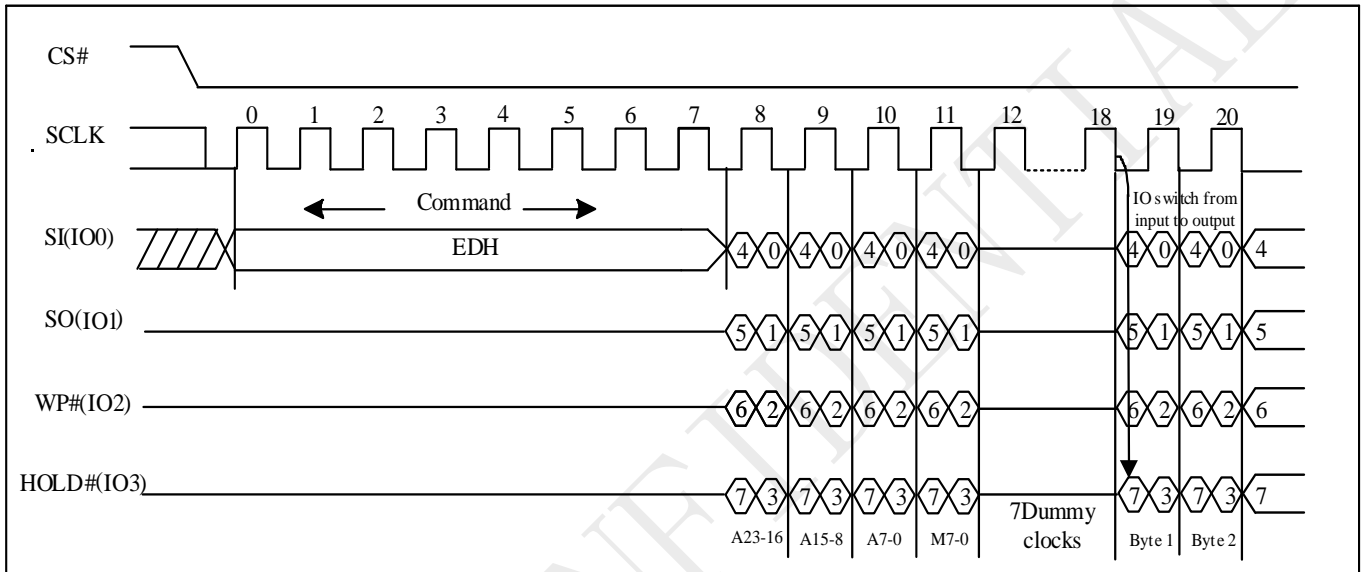 CS#
0 1 2 3 4 5 6 7 8 9 10 11 12 18 19 20
SCLK
Command
IO switch from
input to output
SI(IO0)
EDH
4 0 4 0 4 0 4 0 4 0 4 0 4
SO(IO1)
5 1 5 1 5 1 5 1 5 1 5 1 5
WP#(IO2)
6 2 6 2 6 2 6 2 6 2 6 2 6
HOLD#(IO3)
7 3 7 3 7 3 7 3 7 3 7 3 7
7Dummy
clocks
A23-16 A15-8 A7-0 M7-0 Byte 1 Byte 2
NFIDENTIAL